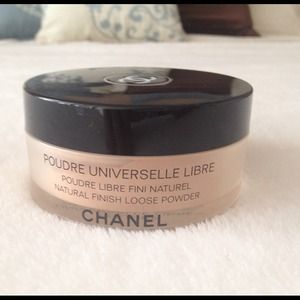 POUDRE UNIVERSELLE LIBRE
POUDRE LIBRE FINI NATUREL
NATURAL FINISH LOOSE POWDER
CHANEL